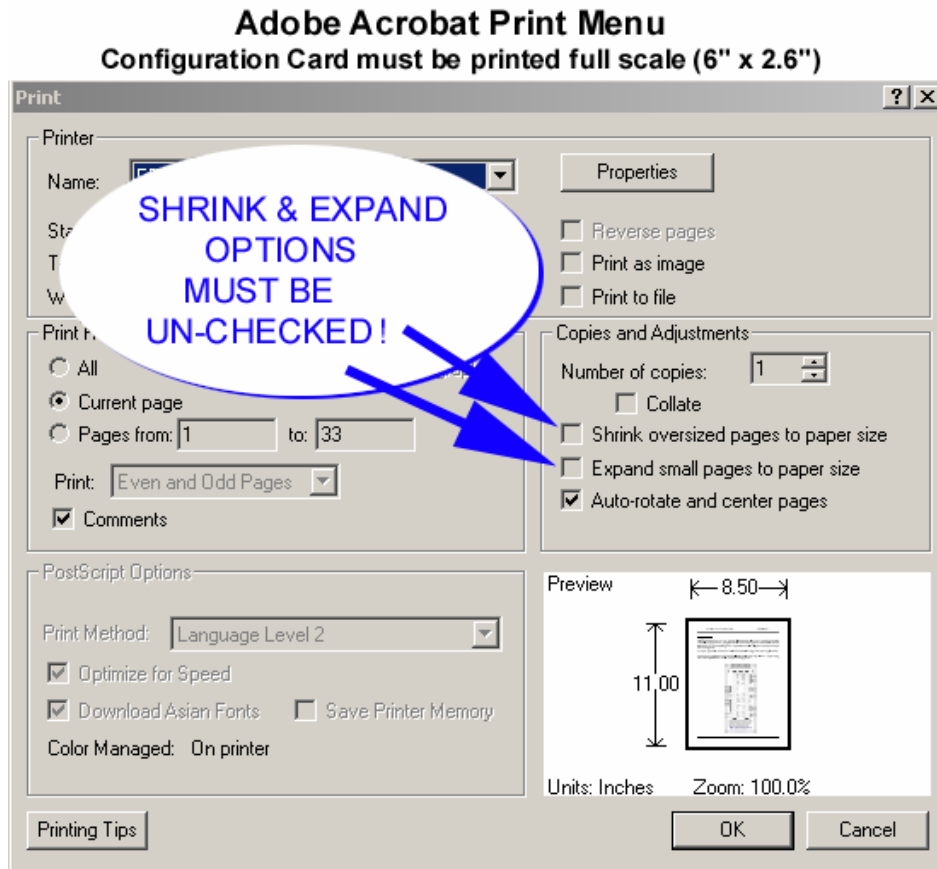 Adobe Acrobat Print Menu
Configuration Card must be printed full scale (6" x 2.6")
Print
Printer
Name:
Properties
SHRINK & EXPAND
OPTIONS
MUST BE
UN-CHECKED !
Reverse pages
Print as image
Print to file
All
Current page
Pages from: 1 to: 33
Print: Even and Odd Pages
Comments
Copies and Adjustments
Number of copies: 1
Collate
Shrink oversized pages to paper size
Expand small pages to paper size
Auto-rotate and center pages
PostScript Options
Print Method: Language Level 2
Optimize for Speed
Download Asian Fonts Save Printer Memory
Color Managed: On printer
Preview
8.50
11.00
Units: Inches Zoom: 100.0%
Printing Tips
OK
Cancel